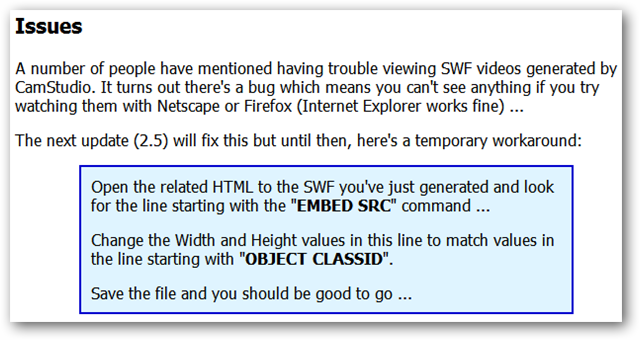 Issues
A number of people have mentioned having trouble viewing SWF videos generated by
CamStudio. It turns out there's a bug which means you can't see anything if you try
watching them with Netscape or Firefox (Internet Explorer works fine) ...
The next update (2.5) will fix this but until then, here's a temporary workaround:
Open the related HTML to the SWF you've just generated and look
for the line starting with the "EMBED SRC" command ...
Change the Width and Height values in this line to match values in
the line starting with "OBJECT CLASSID".
Save the file and you should be good to go ...